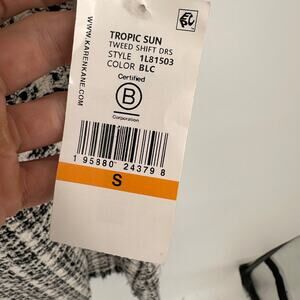 TROPIC SUN
TWEED SHIFT DRS
STYLE 1L81503
COLOR BLC
Certified
B
Corporation
1 95880 24379 8
S
WWW.KARENKANE.COM